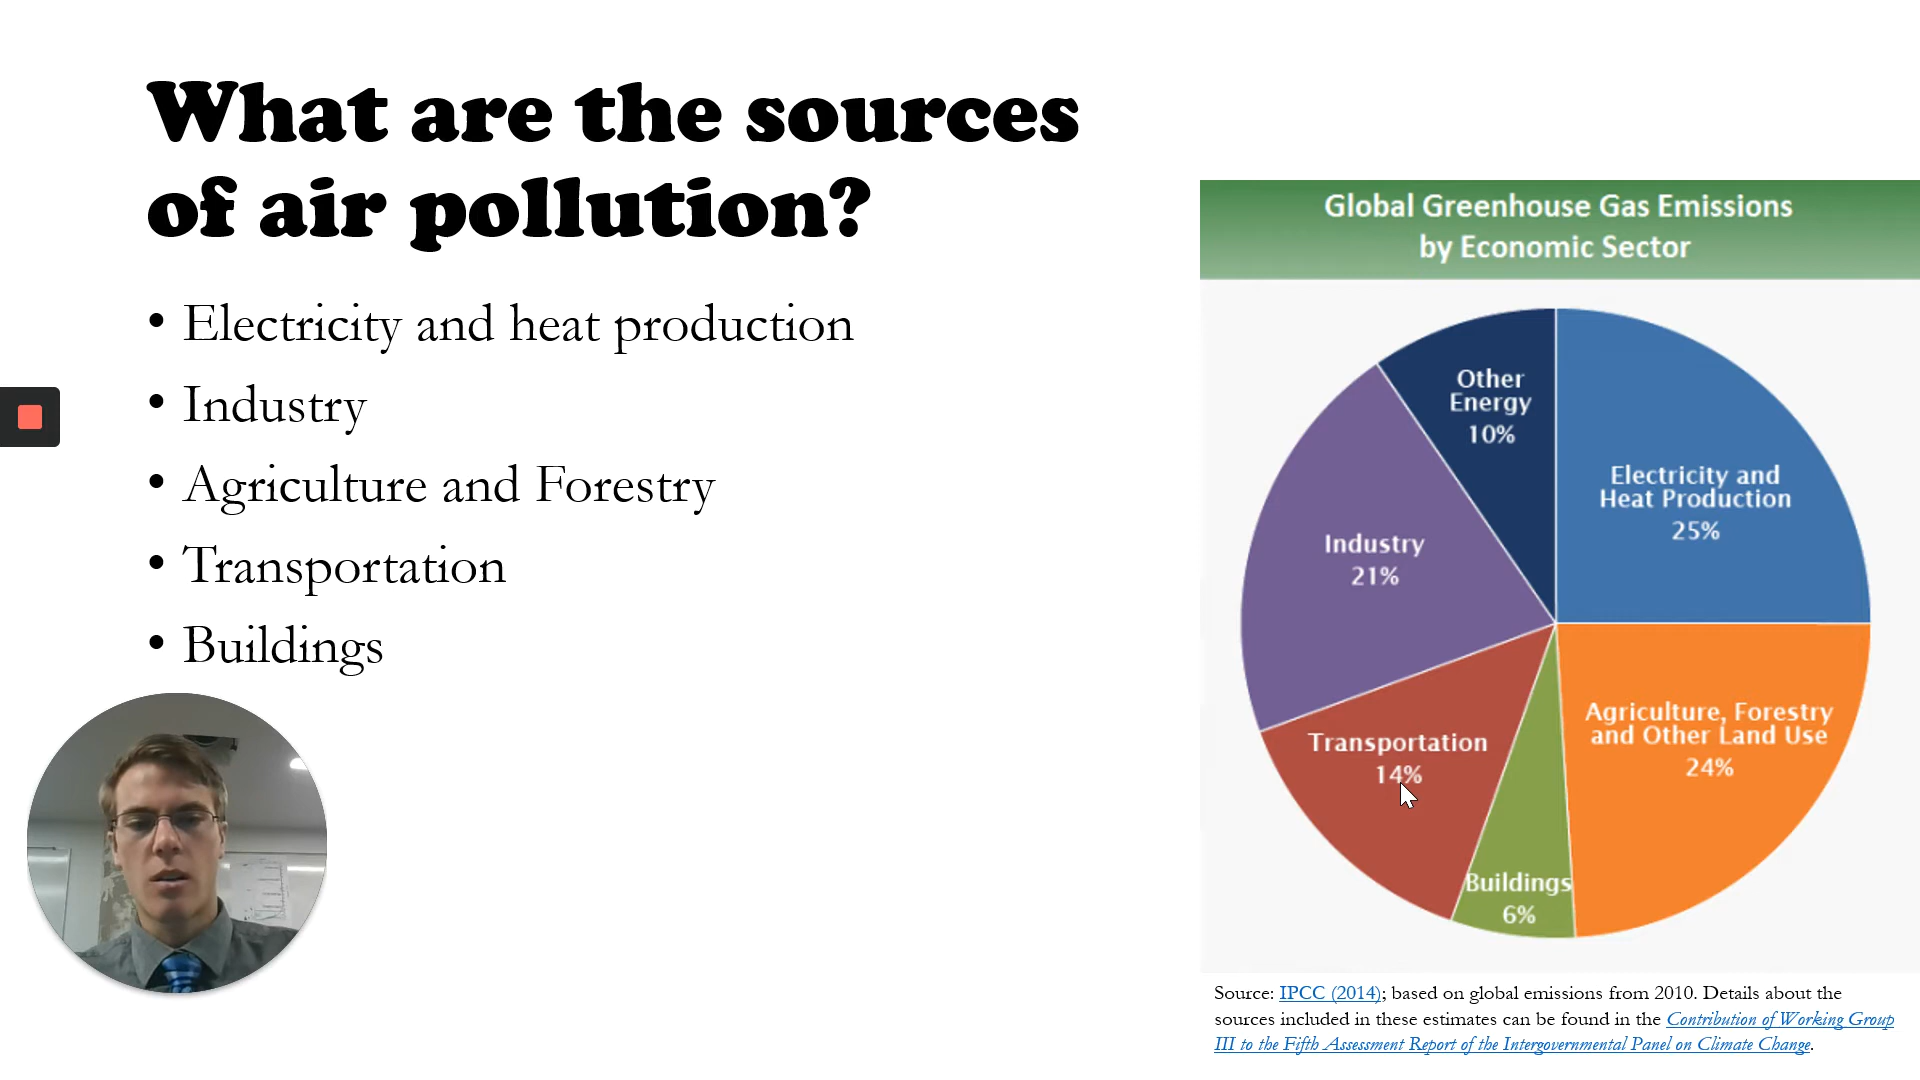 What are the sources
of air pollution?
• Electricity and heat production
• Industry
• Agriculture and Forestry
• Transportation
• Buildings
Global Greenhouse Gas Emissions
by Economic Sector
Other
Energy
10%
Electricity and
Heat Production
25%
Industry
21%
Agriculture, Forestry
and Other Land Use
24%
Transportation
14%
Buildings
6%
Source: IPCC (2014); based on global emissions from 2010. Details about the
sources included in these estimates can be found in the Contribution of Working Group
III to the Fifth Assessment Report of the Intergovernmental Panel on Climate Change.